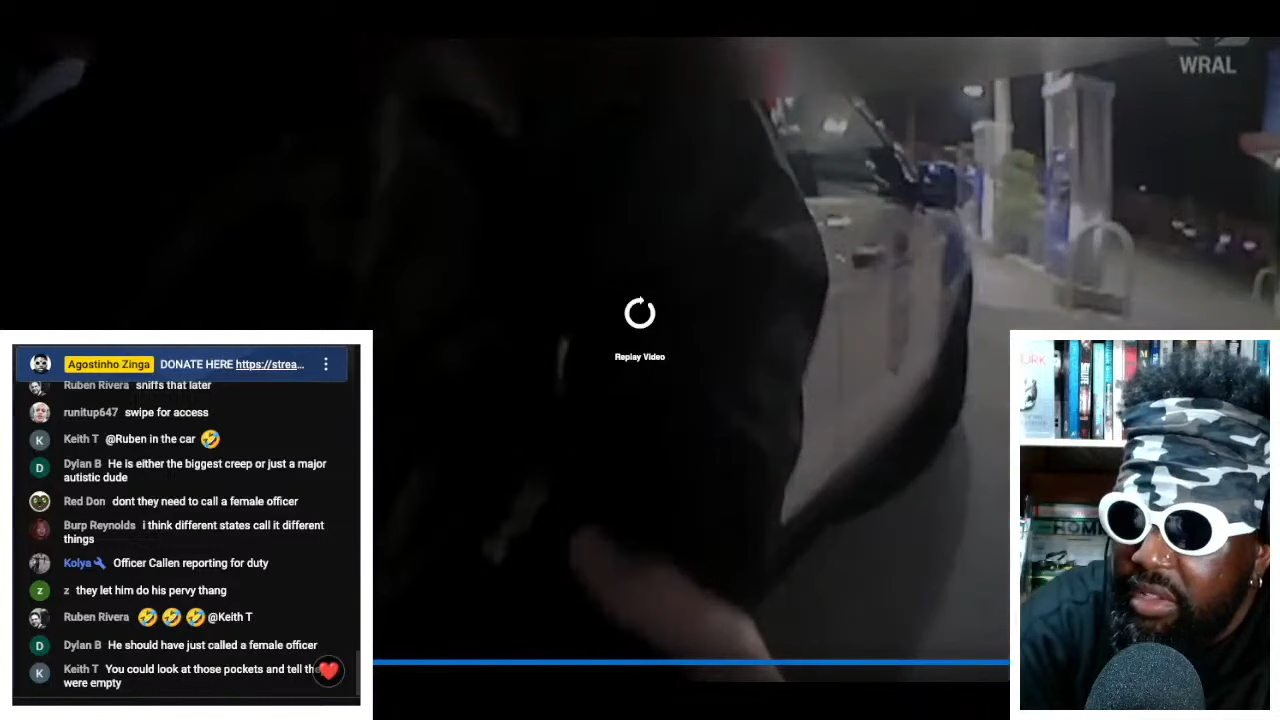 WRAL
Replay Video
Agostinho Zinga DONATE HERE https://strea...
Ruben Rivera sniffs that later
runitup647 swipe for access
K Keith T @Ruben in the car 🤣
D Dylan B He is either the biggest creep or just a major
autistic dude
Red Don dont they need to call a female officer
Burp Reynolds i think different states call it different
things
Kolya Officer Callen reporting for duty
z z they let him do his pervy thang
Ruben Rivera 🤣 🤣 🤣 @Keith T
D Dylan B He should have just called a female officer
K Keith T You could look at those pockets and tell
were empty
HOM